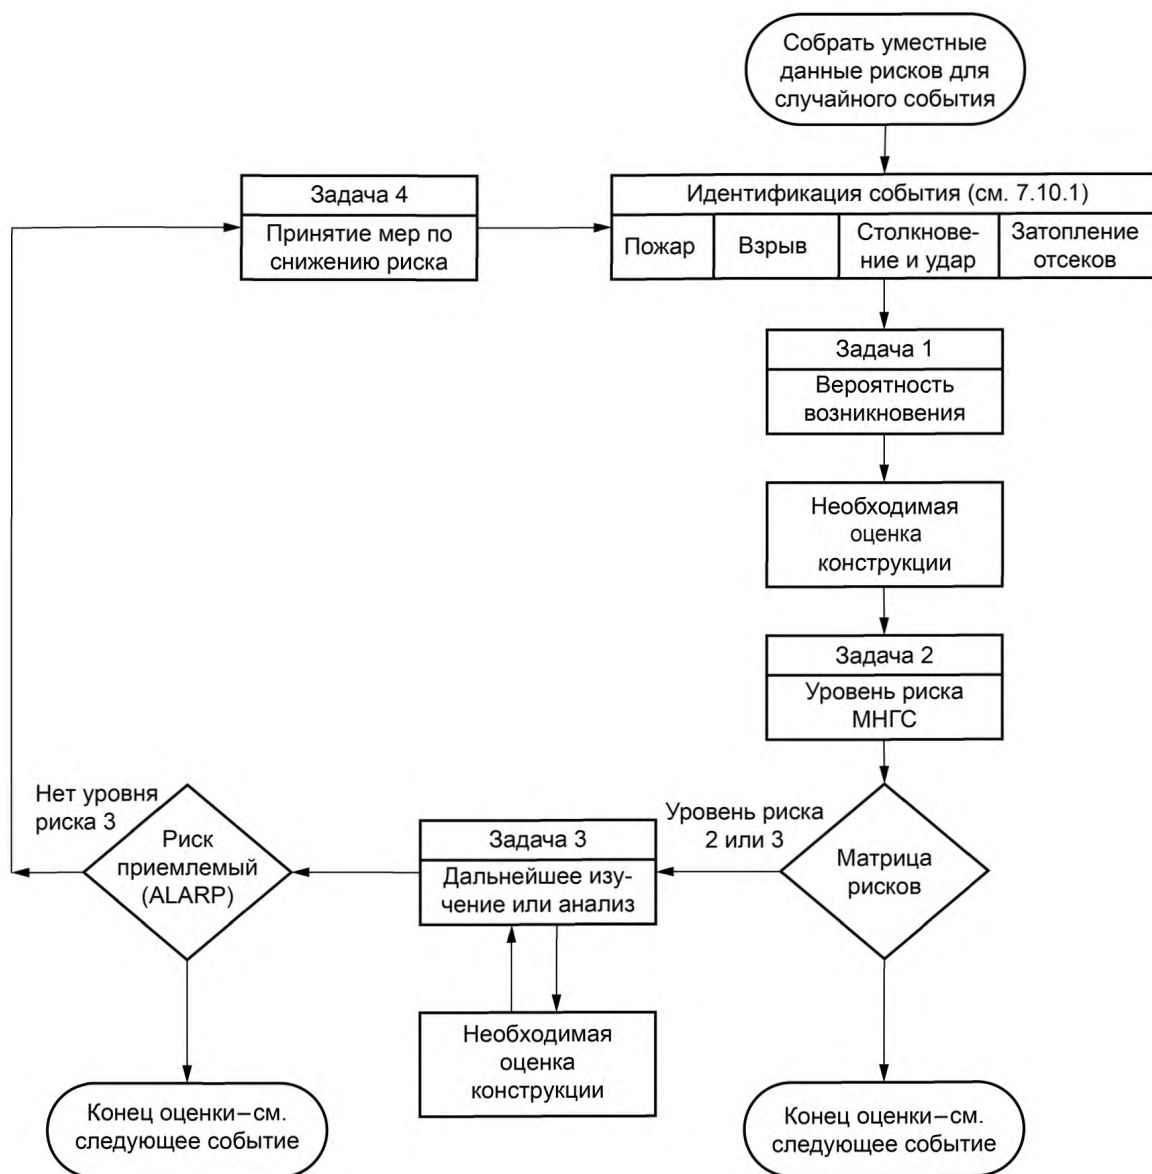 Собрать уместные
данные рисков для
случайного события
Задача 4
Принятие мер по
снижению риска
Идентификация события (см. 7.10.1)
Пожар
Взрыв
Столкнове-
ние и удар
Затопление
отсеков
Задача 1
Вероятность
возникновения
Необходимая
оценка
конструкции
Задача 2
Уровень риска
МНГС
Нет уровня
риска 3
Риск
приемлемый
(ALARP)
Задача 3
Дальнейшее изу-
чение или анализ
Уровень риска
2 или 3
Матрица
рисков
Необходимая
оценка
конструкции
Конец оценки–см.
следующее событие
Конец оценки–см.
следующее событие